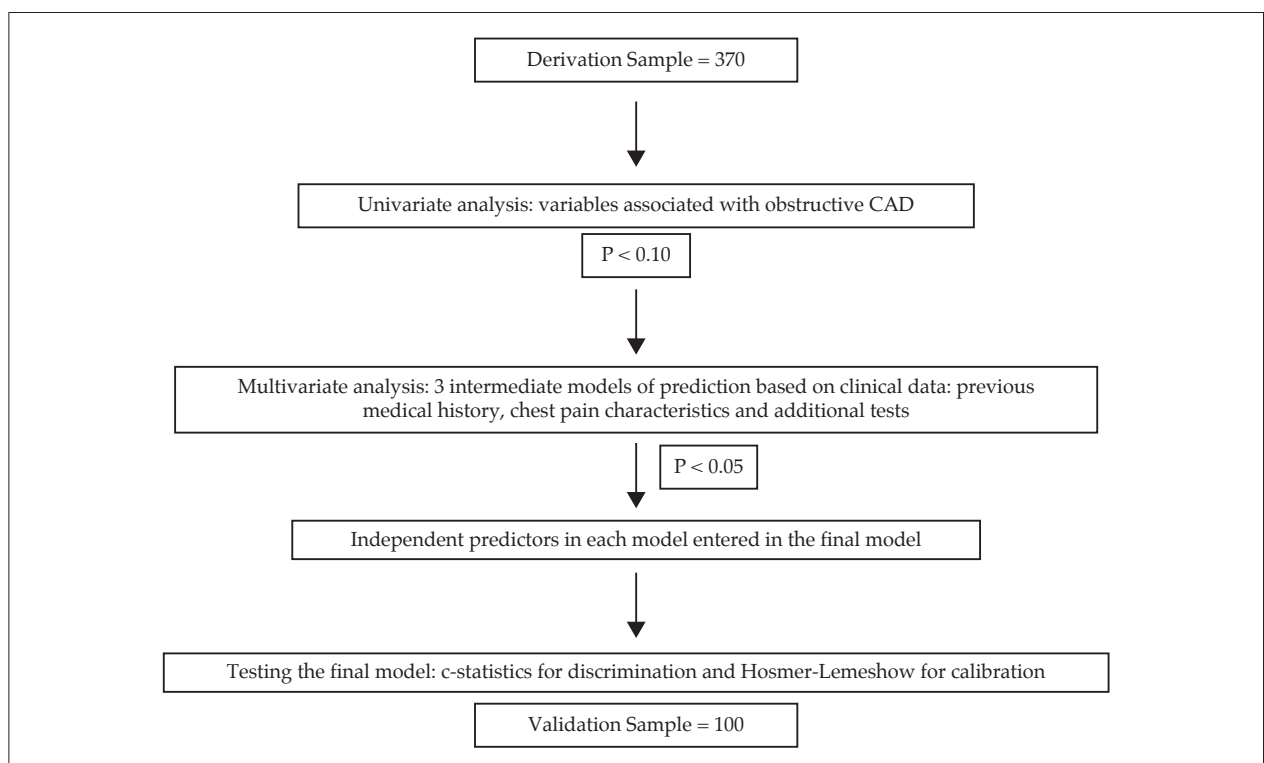 Derivation Sample = 370
Univariate analysis: variables associated with obstructive CAD
P < 0.10
Multivariate analysis: 3 intermediate models of prediction based on clinical data: previous
medical history, chest pain characteristics and additional tests
P < 0.05
Independent predictors in each model entered in the final model
Testing the final model: c-statistics for discrimination and Hosmer-Lemeshow for calibration
Validation Sample = 100